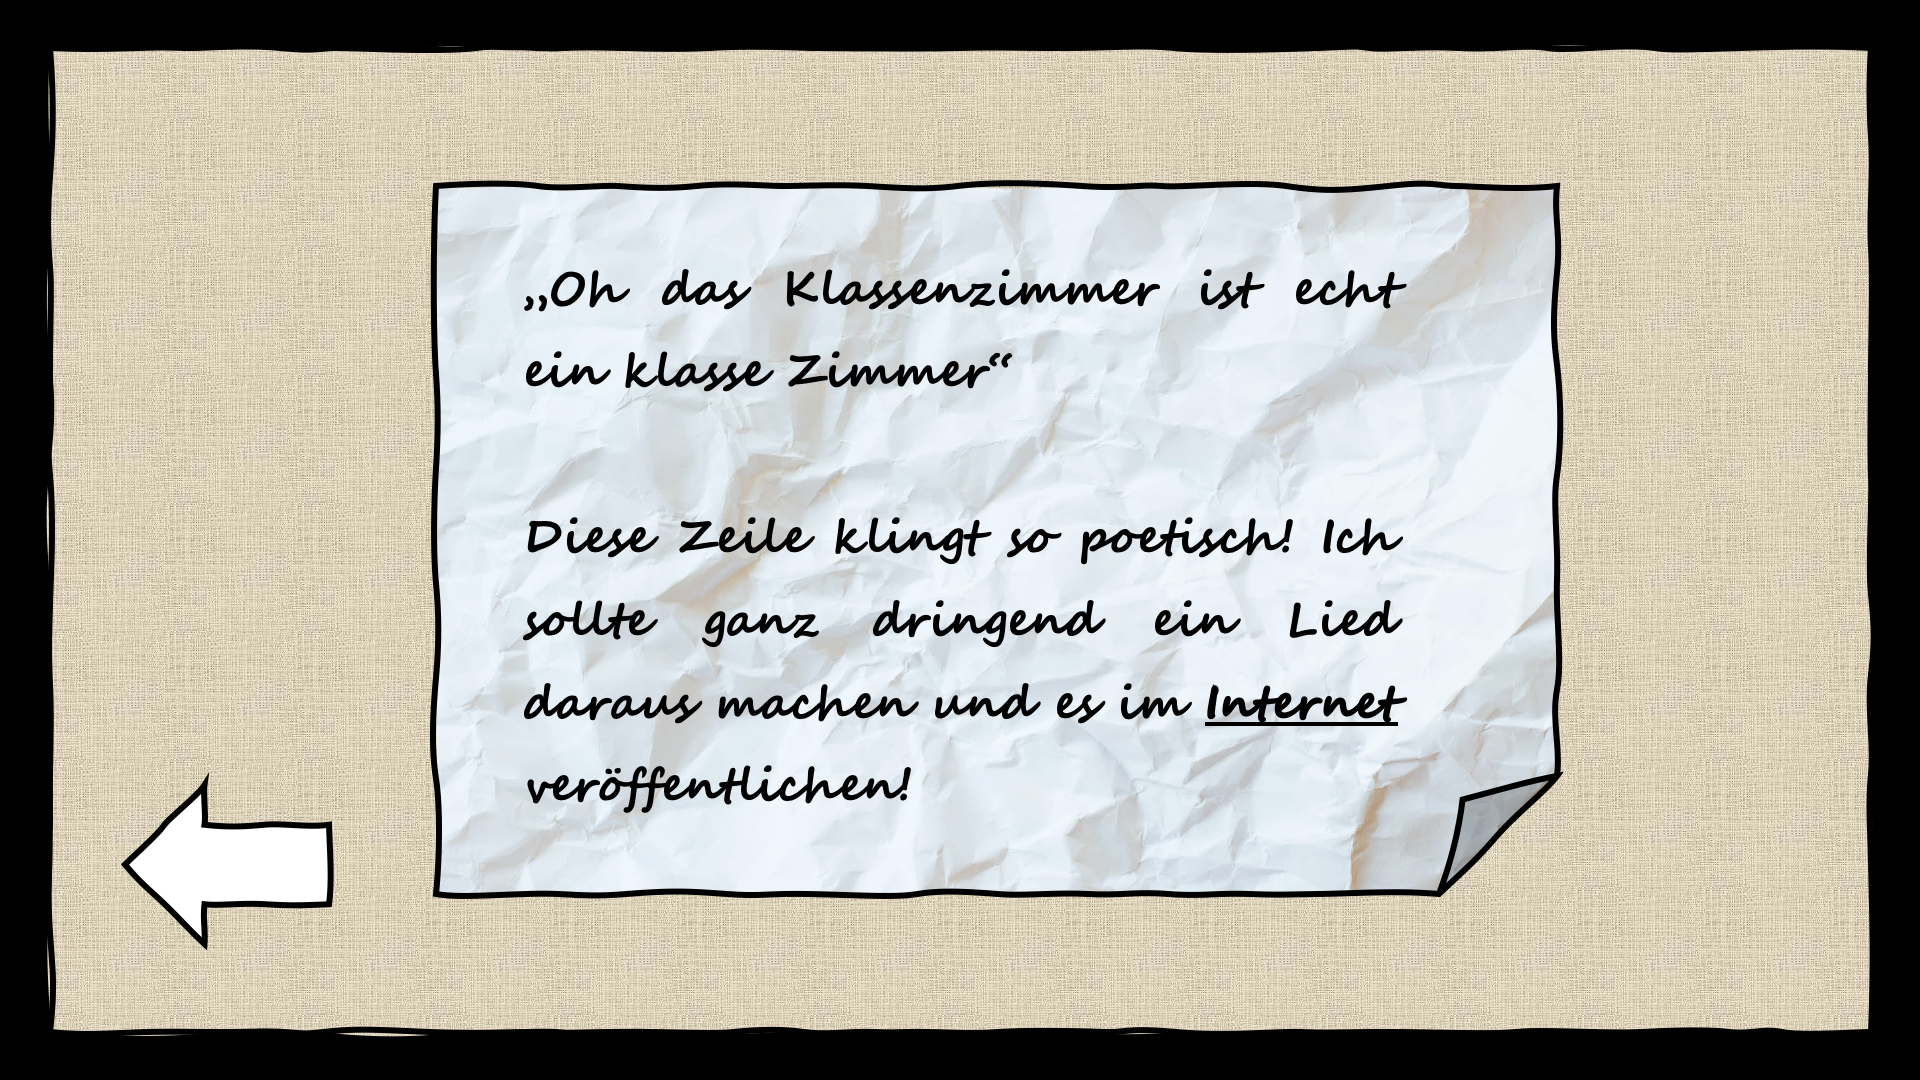 „Oh das Klassenzimmer ist echt
ein klasse Zimmer“
Diese Zeile klingt so poetisch! Ich
sollte ganz dringend ein Lied
daraus machen und es im Internet
veröffentlichen!